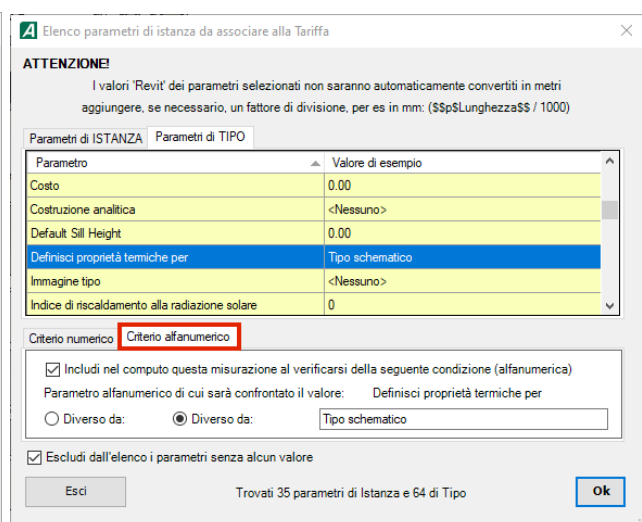 Elenco parametri di istanza da associare alla Tariffa
ATTENZIONE!
I valori 'Revit' dei parametri selezionati non saranno automaticamente convertiti in metri
aggiungere, se necessario, un fattore di divisione, per es in mm: ($$p$Lunghezza$$ / 1000)
Parametri di ISTANZA Parametri di TIPO
Parametro Valore di esempio
Costo 0.00
Costruzione analitica <Nessuno>
Default Sill Height 0.00
Definisci proprietà termiche per Tipo schematico
Immagine tipo <Nessuno>
Indice di riscaldamento alla radiazione solare 0
Criterio numerico Criterio alfanumerico
Includi nel computo questa misurazione al verificarsi della seguente condizione (alfanumerica)
Parametro alfanumerico di cui sarà confrontato il valore: Definisci proprietà termiche per
Diverso da: Diverso da: Tipo schematico
Escludi dall'elenco i parametri senza alcun valore
Esci Trovati 35 parametri di Istanza e 64 di Tipo Ok